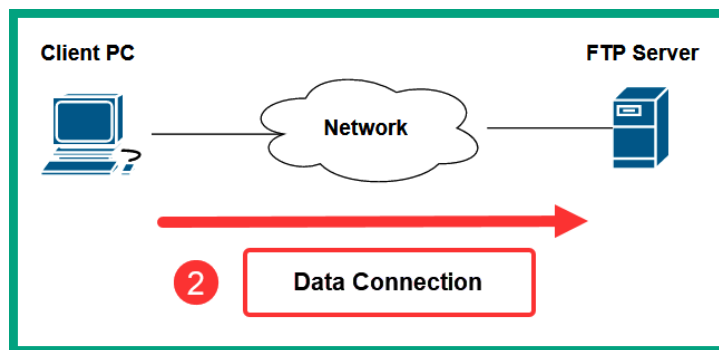 Client PC
FTP Server
Network
2
Data Connection